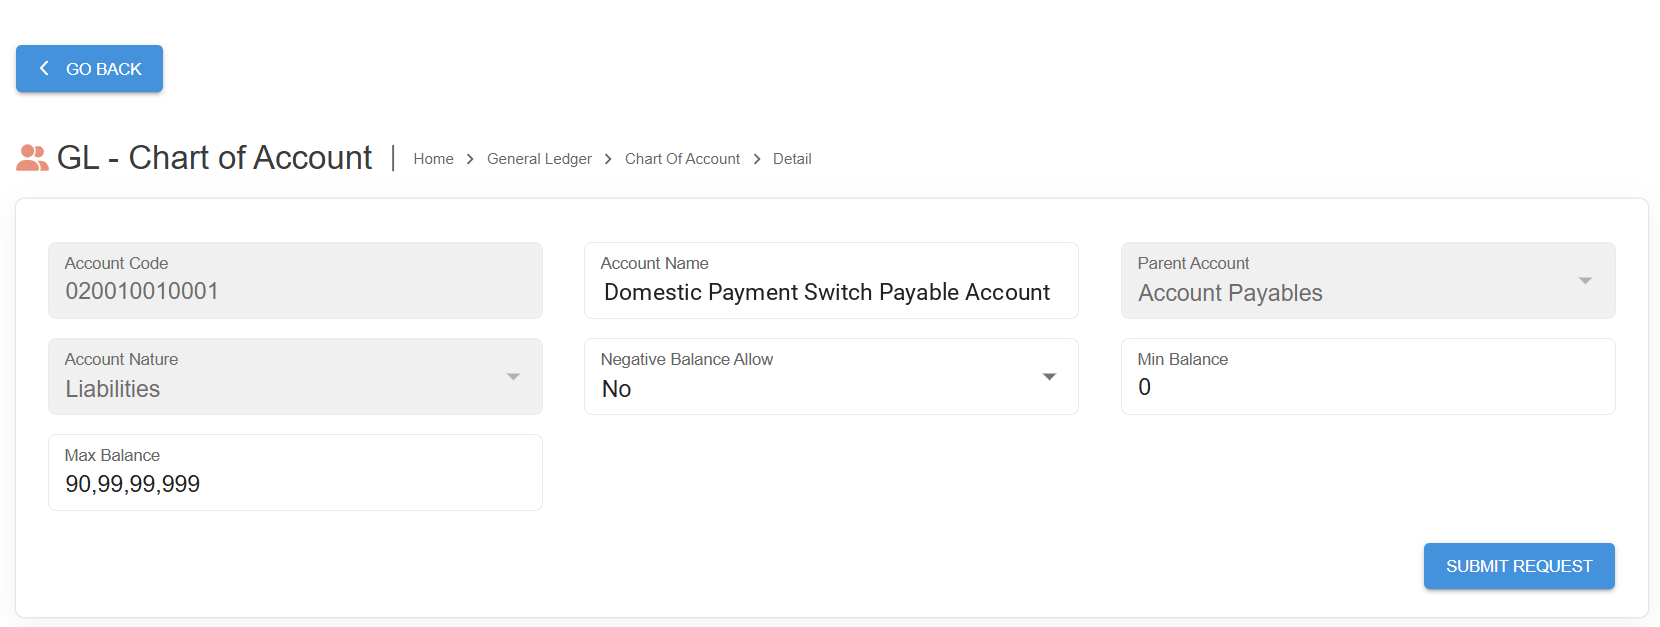 GO BACK
GL - Chart of Account | Home > General Ledger > Chart Of Account > Detail
Account Code
020010010001
Account Name
Domestic Payment Switch Payable Account
Parent Account
Account Payables
Account Nature
Liabilities
Negative Balance Allow
No
Min Balance
0
Max Balance
90,99,99,999
SUBMIT REQUEST